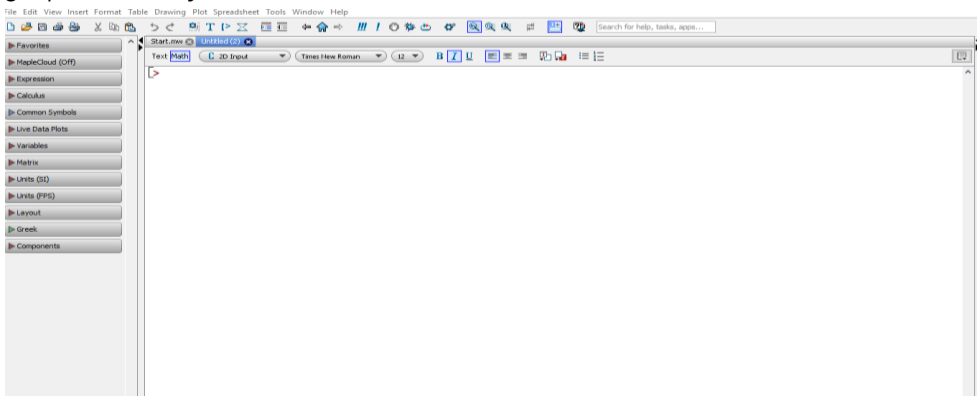 File Edit View Insert Format Table Drawing Plot Spreadsheet Tools Window Help
Search for help, tasks, apps...
Start.mw Untitled (2)
Text Math C 2D Input Times New Roman 12 B I U
[>
Favorites
MapleCloud (Off)
Expression
Calculus
Common Symbols
Live Data Plots
Variables
Matrix
Units (SI)
Units (FPS)
Layout
Greek
Components